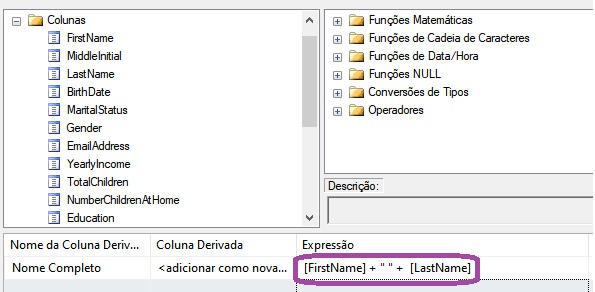 Colunas
FirstName
MiddleInitial
LastName
BirthDate
MaritalStatus
Gender
EmailAddress
YearlyIncome
TotalChildren
NumberChildrenAtHome
Education
Funções Matemáticas
Funções de Cadeia de Caracteres
Funções de Data/Hora
Funções NULL
Conversões de Tipos
Operadores
Descrição:
Nome da Coluna Deriv... Coluna Derivada Expressão
Nome Completo <adicionar como nova... [FirstName] + " " + [LastName]